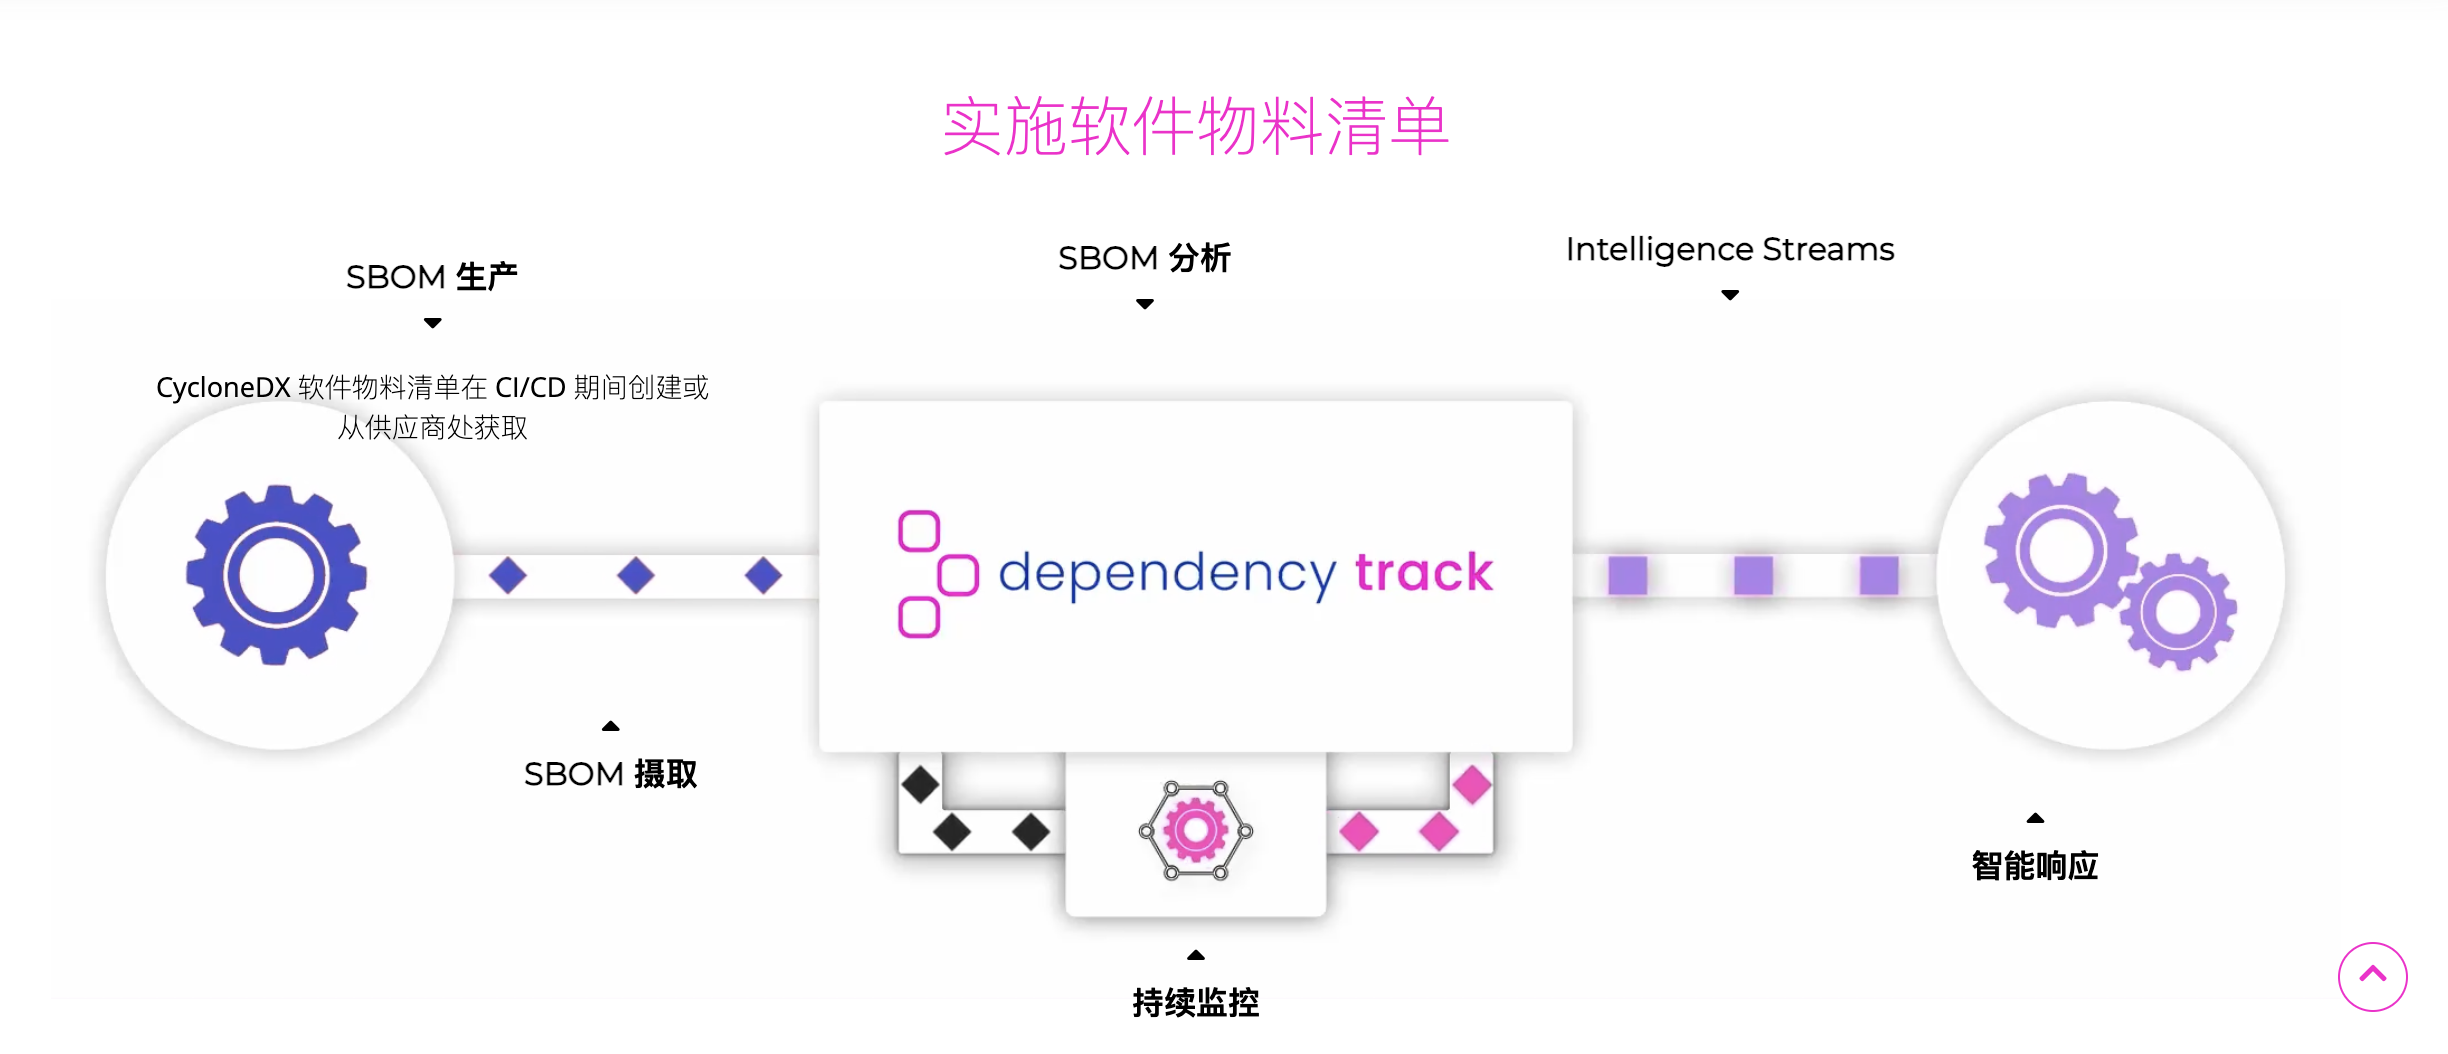 实施软件物料清单
SBOM 生产
SBOM 分析
Intelligence Streams
CycloneDX 软件物料清单在 CI/CD 期间创建或
从供应商处获取
dependency track
SBOM 摄取
智能响应
持续监控